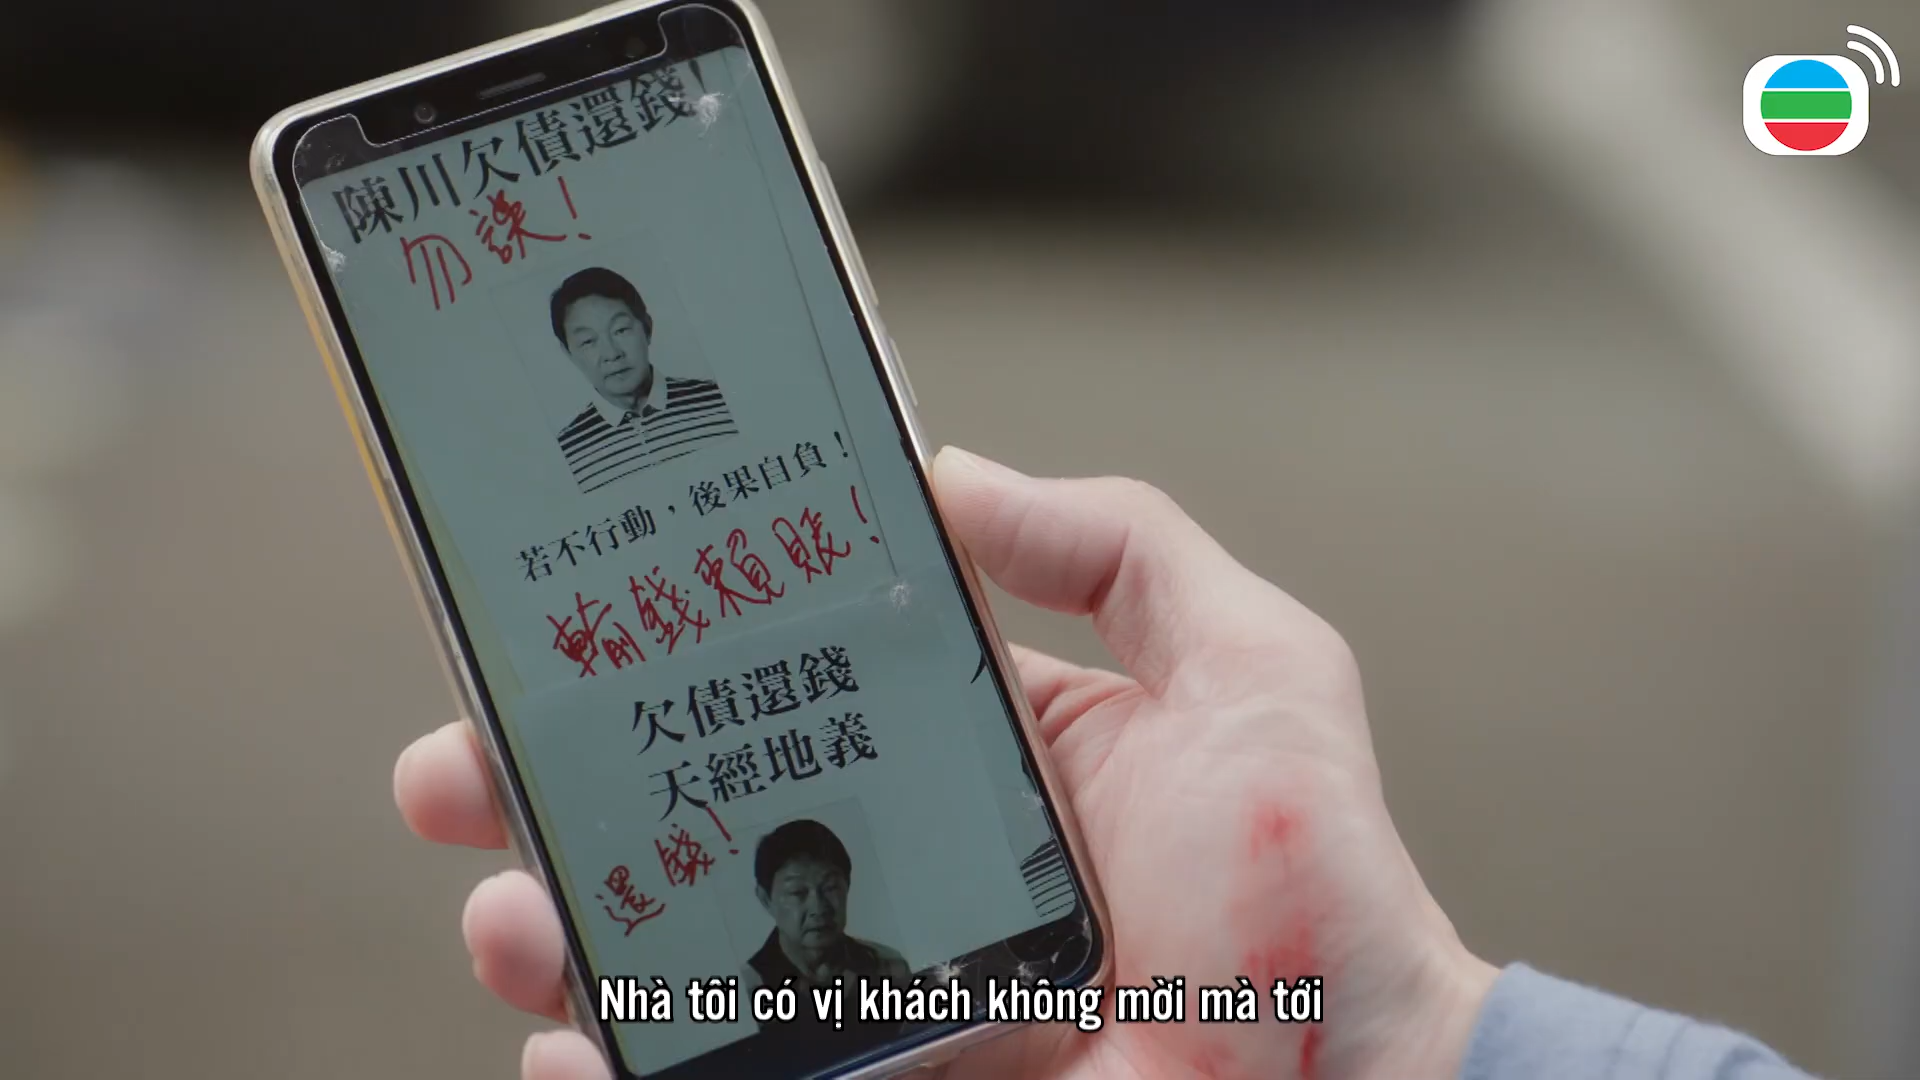 陳川欠債還錢！
勿誤！
若不行動，後果自負！
輸錢賴賬！
欠債還錢
天經地義
還錢！
Nhà tôi có vị khách không mời mà tới